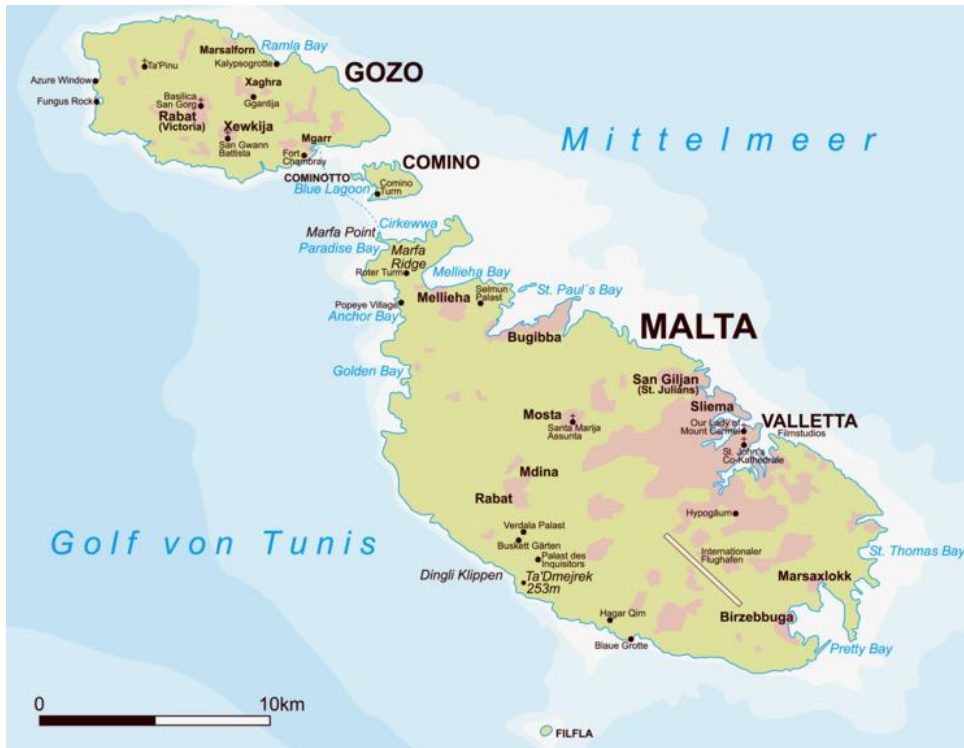 Marsalforn
Ramla Bay
Kalypsogrotte
Ta'Pinu
GOZO
Azure Window
Xaghra
Fungus Rock
Basilica
San Gorg
Ggantija
Rabat
(Victoria)
Xewkija
San Gwann
Battista
Mgarr
Fort
Chambray
Mittelmeer
COMINO
COMINOTTO
Blue Lagoon
Comino
Turm
Cirkewwa
Marfa Point
Paradise Bay
Marfa
Ridge
Roter Turm
Mellieha Bay
Mellieha
Selmun
Palast
St. Paul´s Bay
Popeye Village
Anchor Bay
Bugibba
MALTA
Golden Bay
San Giljan
(St. Julians)
Sliema
Mosta
Santa Marija
Assunta
VALLETTA
Our Lady of
Mount Carmel
Filmstudios
St. John's
Co-Kathedrale
Mdina
Rabat
Hypogäum
Golf von Tunis
Verdala Palast
Buskett Gärten
Palast des
Inquisitors
Internationaler
Flughafen
St. Thomas Bay
Dingli Klippen
Ta'Dmejrek
253m
Marsaxlokk
Hagar Qim
Birzebbuga
Blaue Grotte
Pretty Bay
0 10km
FILFLA